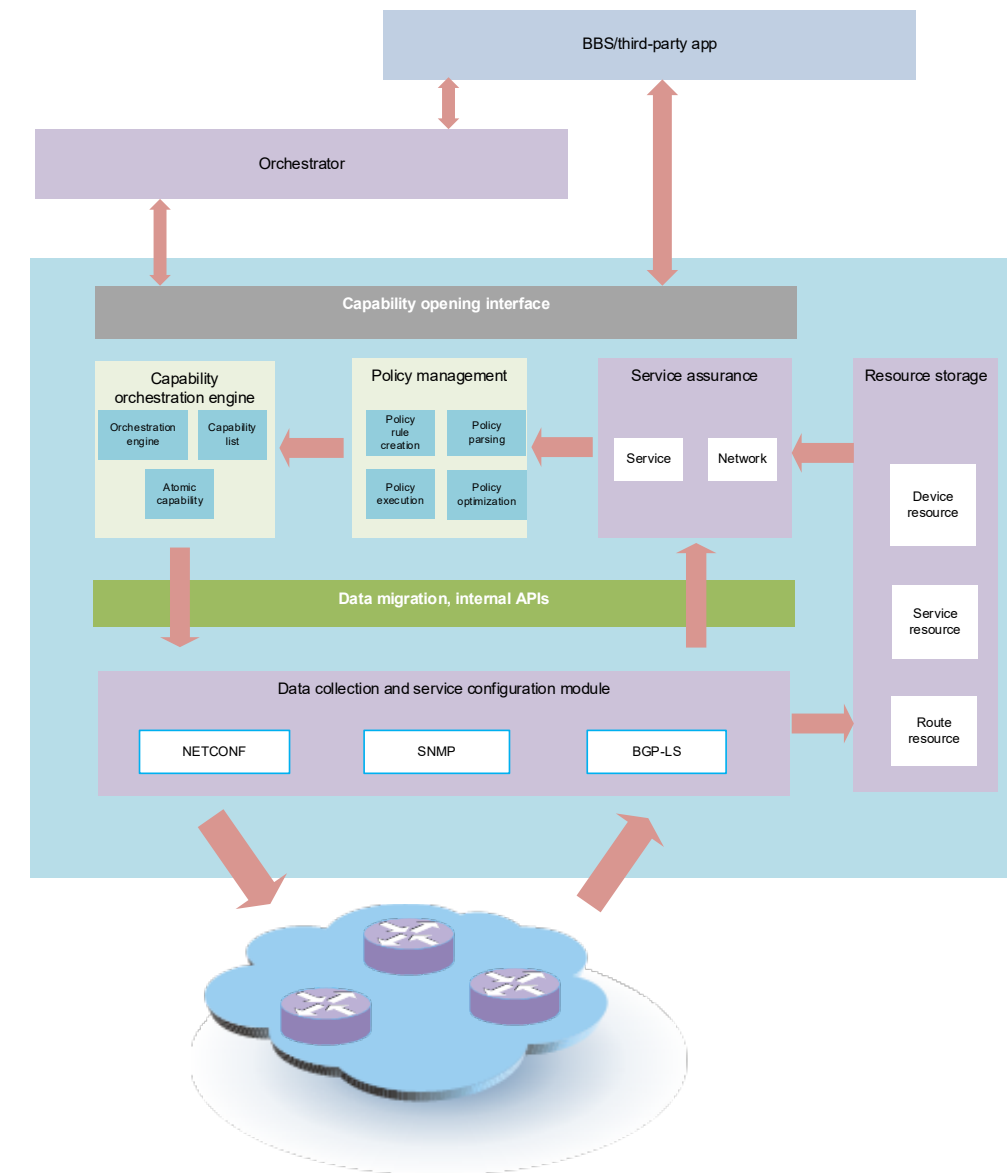 BBS/third-party app
Orchestrator
Capability opening interface
Capability
orchestration engine
Orchestration
engine
Capability
list
Atomic
capability
Policy management
Policy
rule
creation
Policy
parsing
Policy
execution
Policy
optimization
Service assurance
Service
Network
Resource storage
Device
resource
Service
resource
Route
resource
Data migration, internal APIs
Data collection and service configuration module
NETCONF
SNMP
BGP-LS